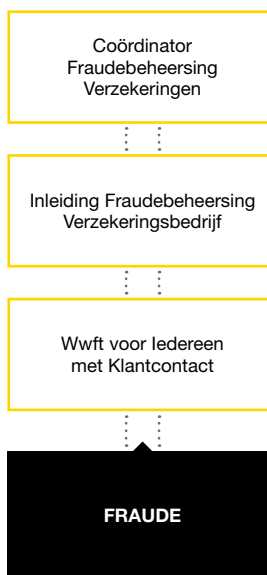 Coördinator
Fraudebeheersing
Verzekeringen
Inleiding Fraudebeheersing
Verzekeringsbedrijf
Wwft voor Iedereen
met Klantcontact
FRAUDE